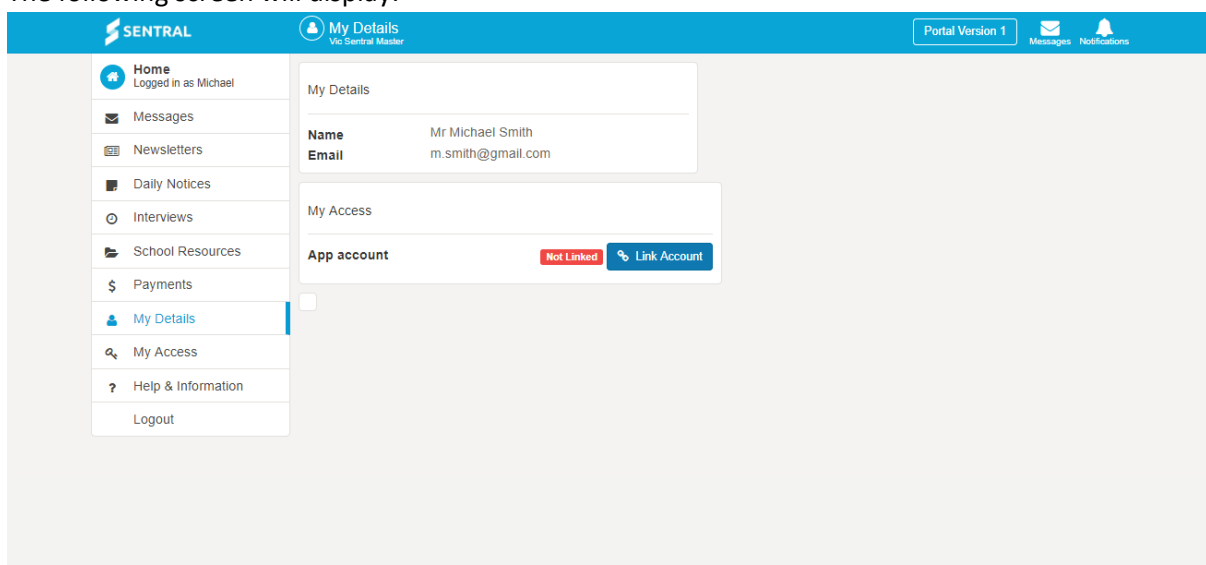 The following screen will display:
SENTRAL
My Details
Vic Sentral Master
Portal Version 1
Messages
Notifications
Home
Logged in as Michael
Messages
Newsletters
Daily Notices
Interviews
School Resources
$ Payments
My Details
My Access
? Help & Information
Logout
My Details
Name Mr Michael Smith
Email m.smith@gmail.com
My Access
App account Not Linked Link Account